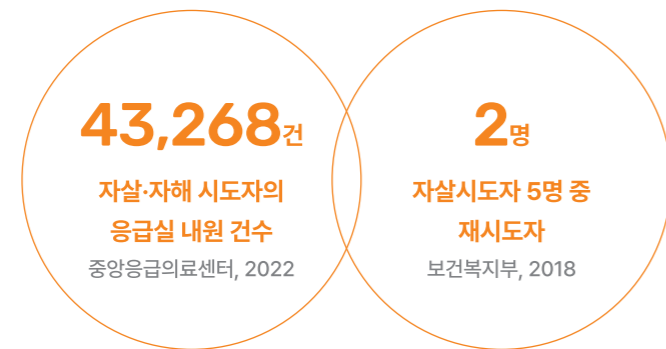 43,268건
자살·자해 시도자의
응급실 내원 건수
중앙응급의료센터, 2022
2명
자살시도자 5명 중
재시도자
보건복지부, 2018